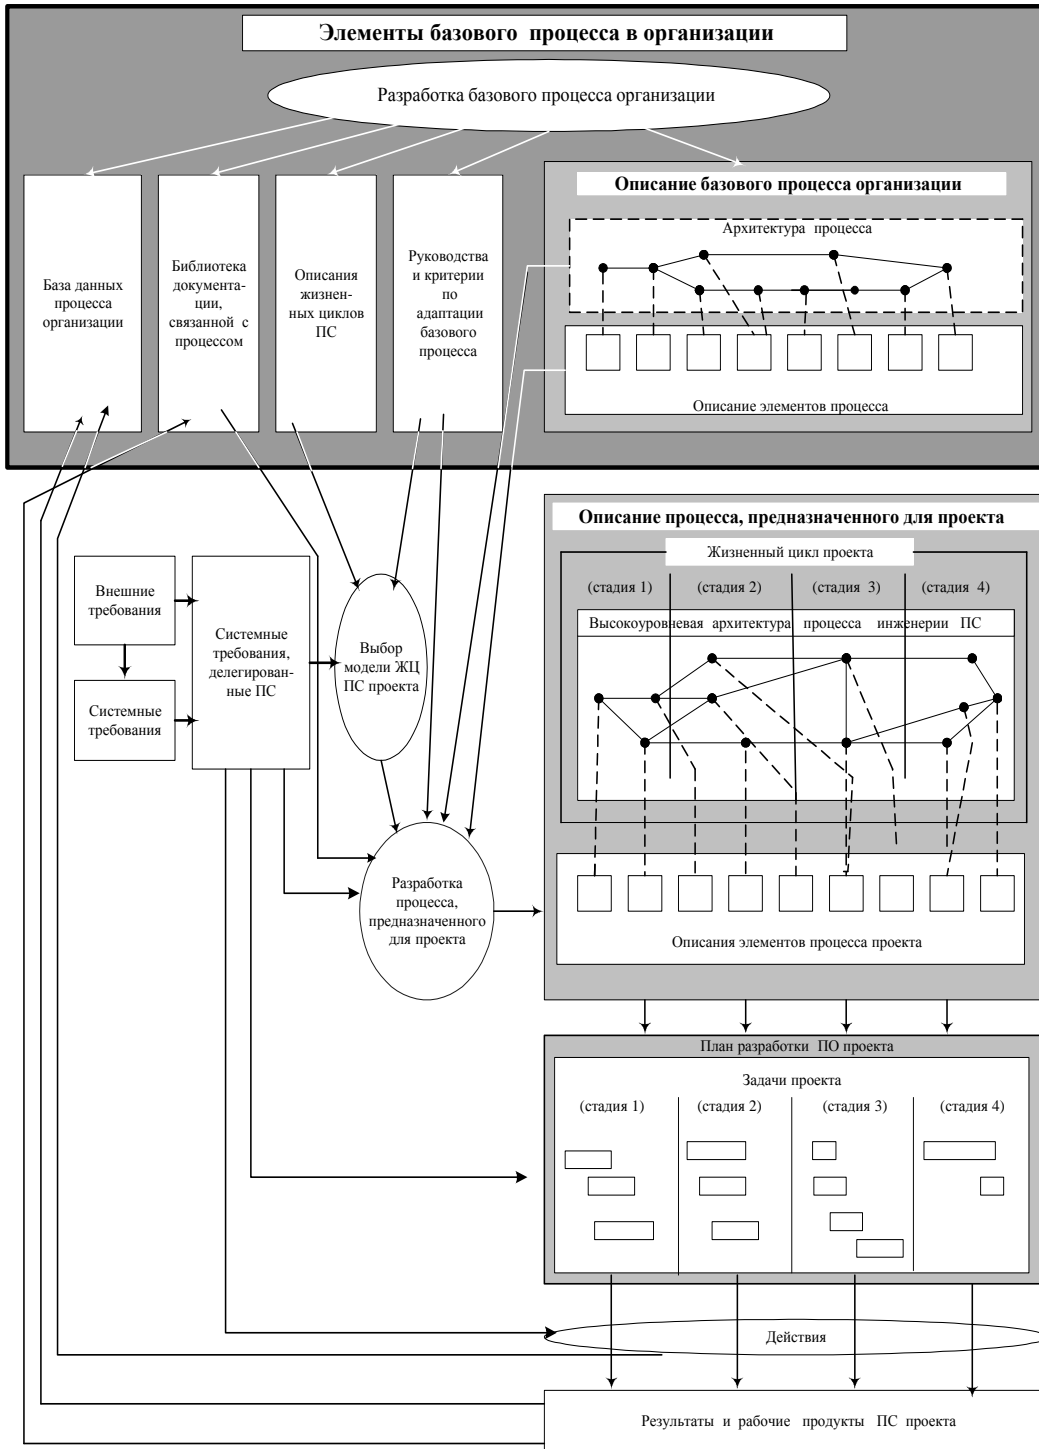 Элементы базового процесса в организации
Разработка базового процесса организации
База данных
процесса
организации
Библиотека
документа-
ции,
связанной с
процессом
Описания
жизнен-
ных циклов
ПС
Руководства
и критерии
по
адаптации
базового
процесса
Описание базового процесса организации
Архитектура процесса
Описание элементов процесса
Внешние
требования
Системные
требования
Системные
требования,
делегирован-
ные ПС
Выбор
модели ЖЦ
ПС проекта
Разработка
процесса,
предназначенного
для проекта
Описание процесса, предназначенного для проекта
Жизненный цикл проекта
(стадия 1) (стадия 2) (стадия 3) (стадия 4)
Высокоуровневая архитектура процесса инженерии ПС
Описания элементов процесса проекта
План разработки ПО проекта
Задачи проекта
(стадия 1) (стадия 2) (стадия 3) (стадия 4)
Действия
Результаты и рабочие продукты ПС проекта